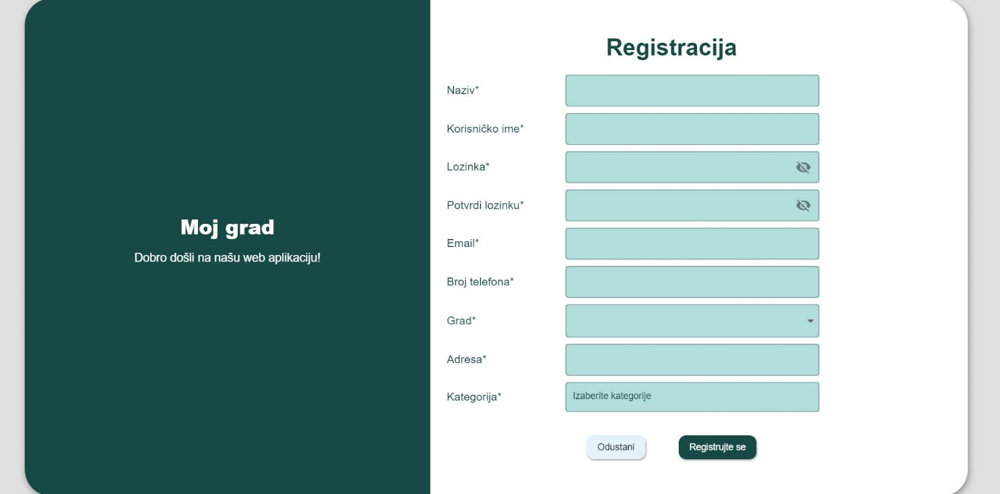 Moj grad
Dobro došli na našu web aplikaciju!
Registracija
Naziv*
Korisničko ime*
Lozinka*
Potvrdi lozinku*
Email*
Broj telefona*
Grad*
Adresa*
Kategorija*
Izaberite kategorije
Odustani
Registrujte se